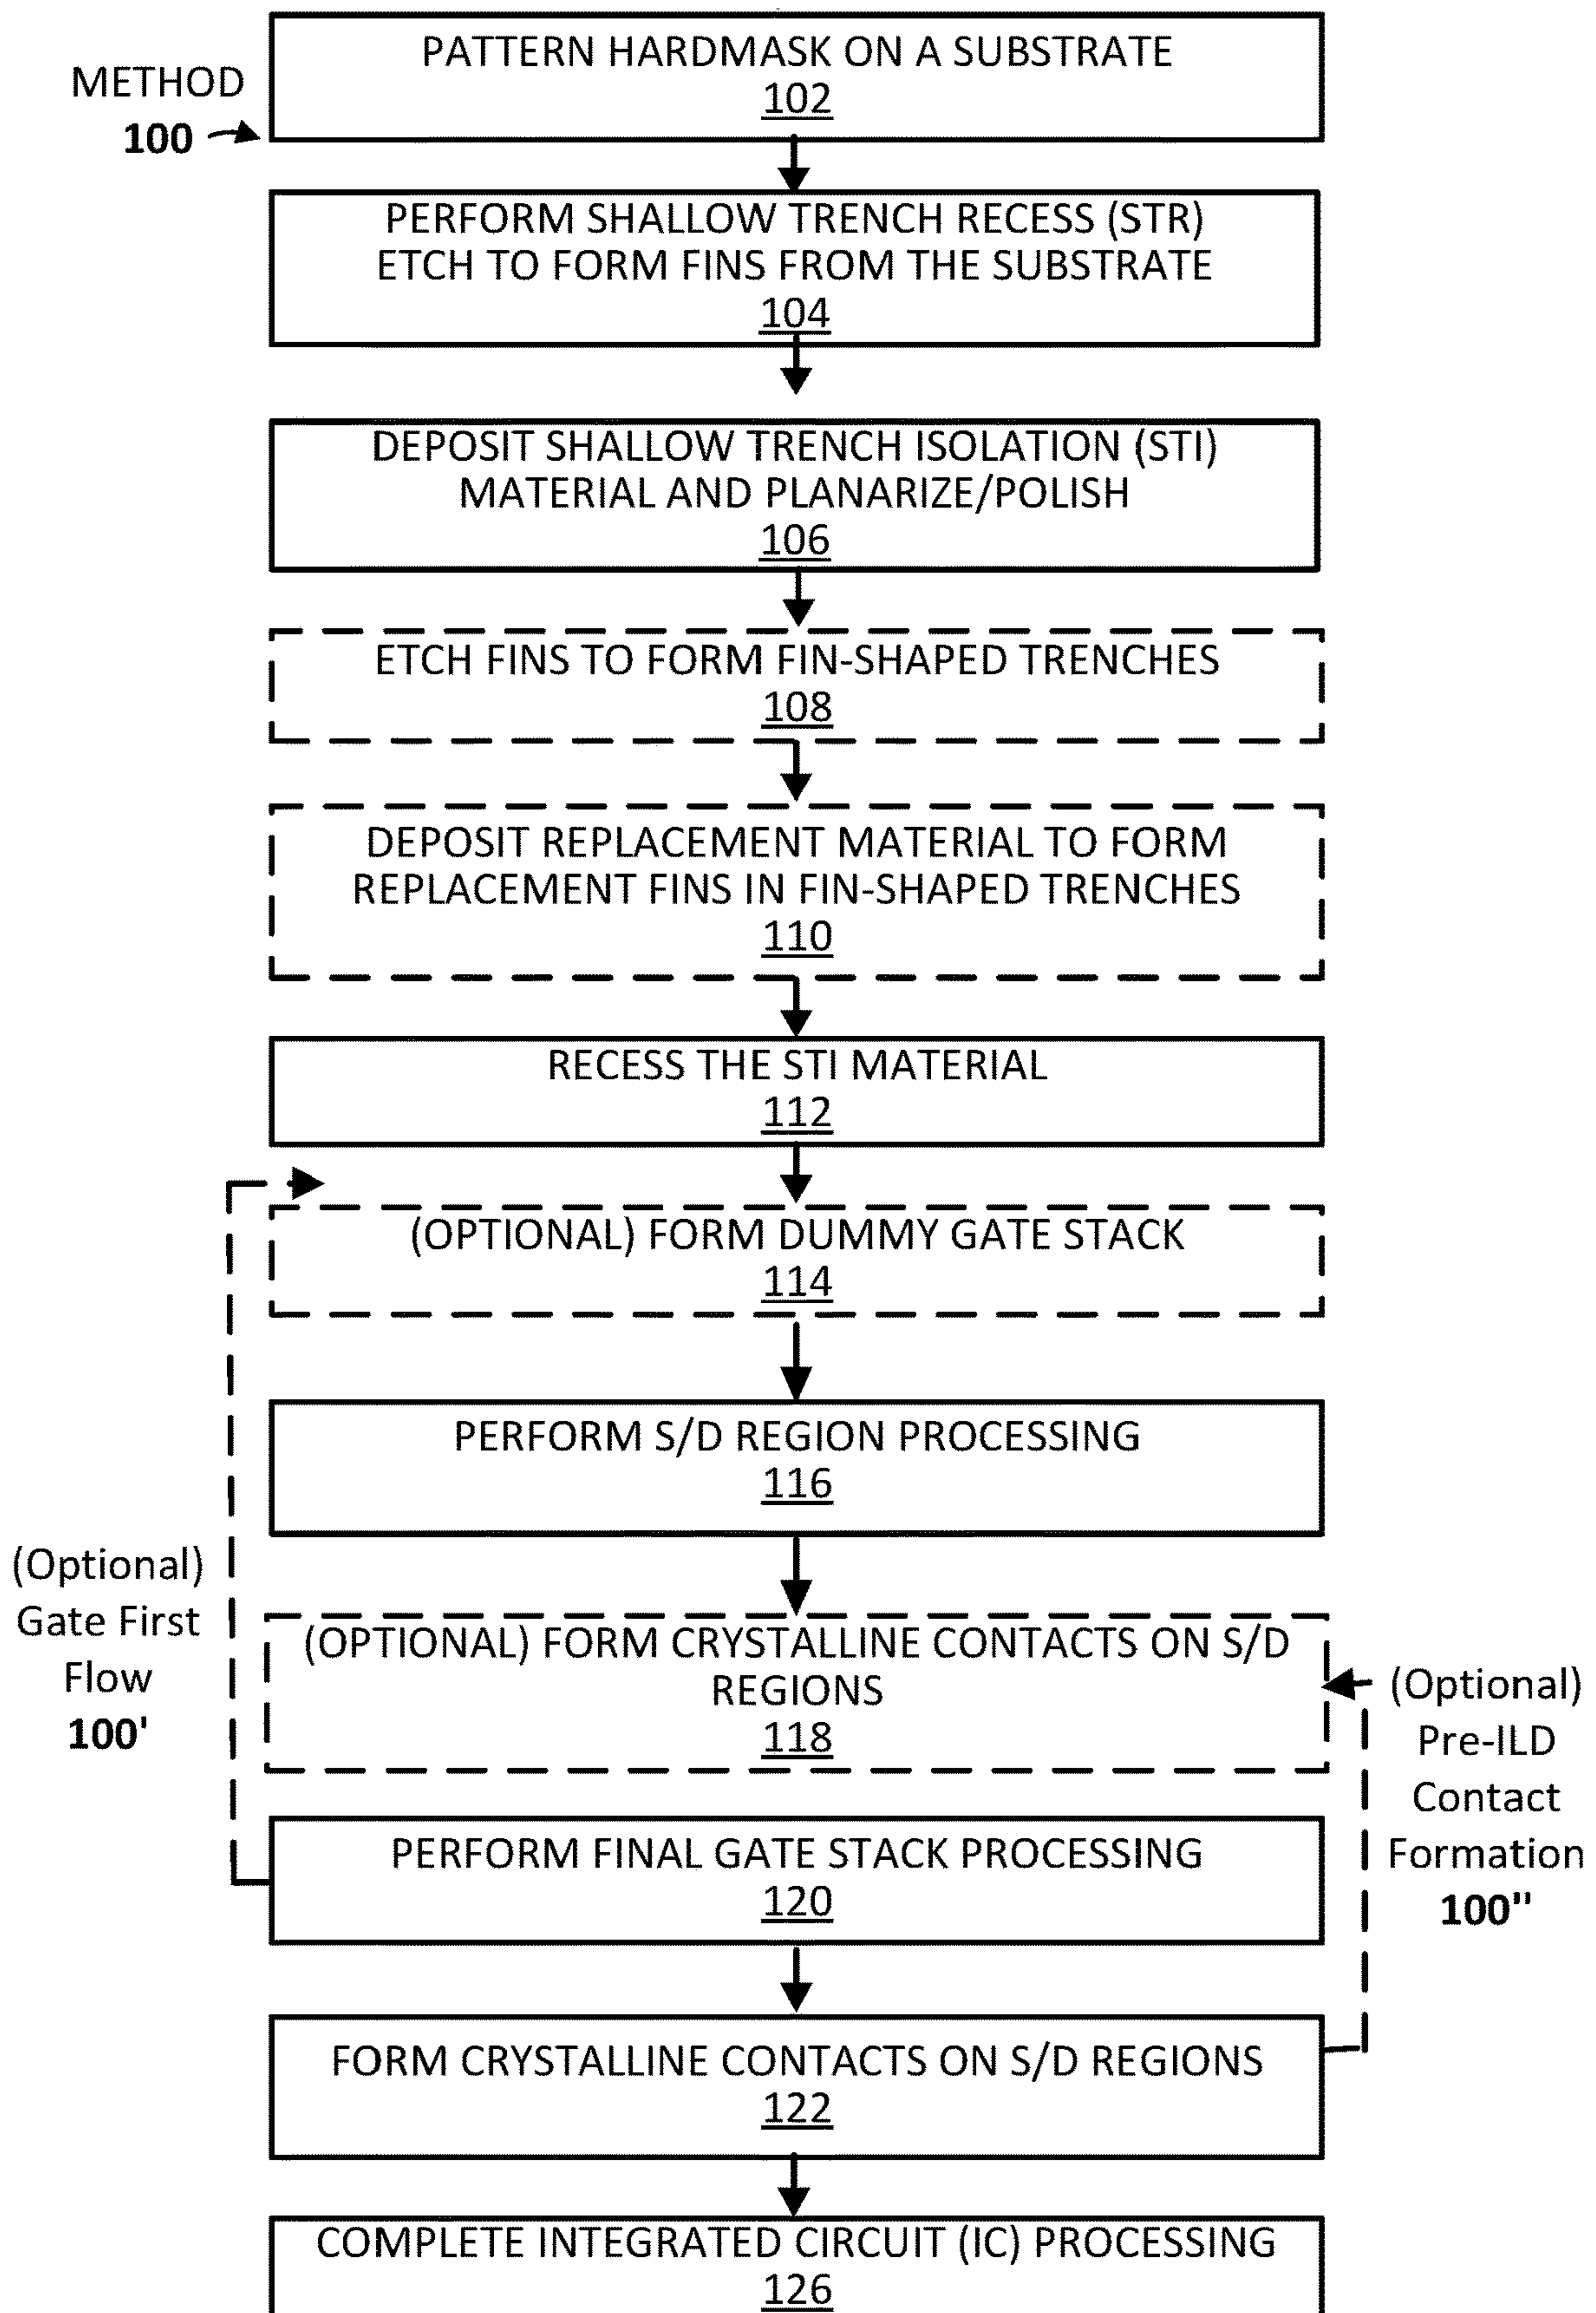 PATTERN HARDMASK ON A SUBSTRATE
102
METHOD
100
PERFORM SHALLOW TRENCH RECESS (STR)
ETCH TO FORM FINS FROM THE SUBSTRATE
104
DEPOSIT SHALLOW TRENCH ISOLATION (STI)
MATERIAL AND PLANARIZE/POLISH
106
ETCH FINS TO FORM FIN-SHAPED TRENCHES
108
DEPOSIT REPLACEMENT MATERIAL TO FORM
REPLACEMENT FINS IN FIN-SHAPED TRENCHES
110
RECESS THE STI MATERIAL
112
(OPTIONAL) FORM DUMMY GATE STACK
114
PERFORM S/D REGION PROCESSING
116
(Optional)
Gate First
Flow
100'
(OPTIONAL) FORM CRYSTALLINE CONTACTS ON S/D
REGIONS
118
(Optional)
Pre-ILD
Contact
Formation
100"
PERFORM FINAL GATE STACK PROCESSING
120
FORM CRYSTALLINE CONTACTS ON S/D REGIONS
122
COMPLETE INTEGRATED CIRCUIT (IC) PROCESSING
126